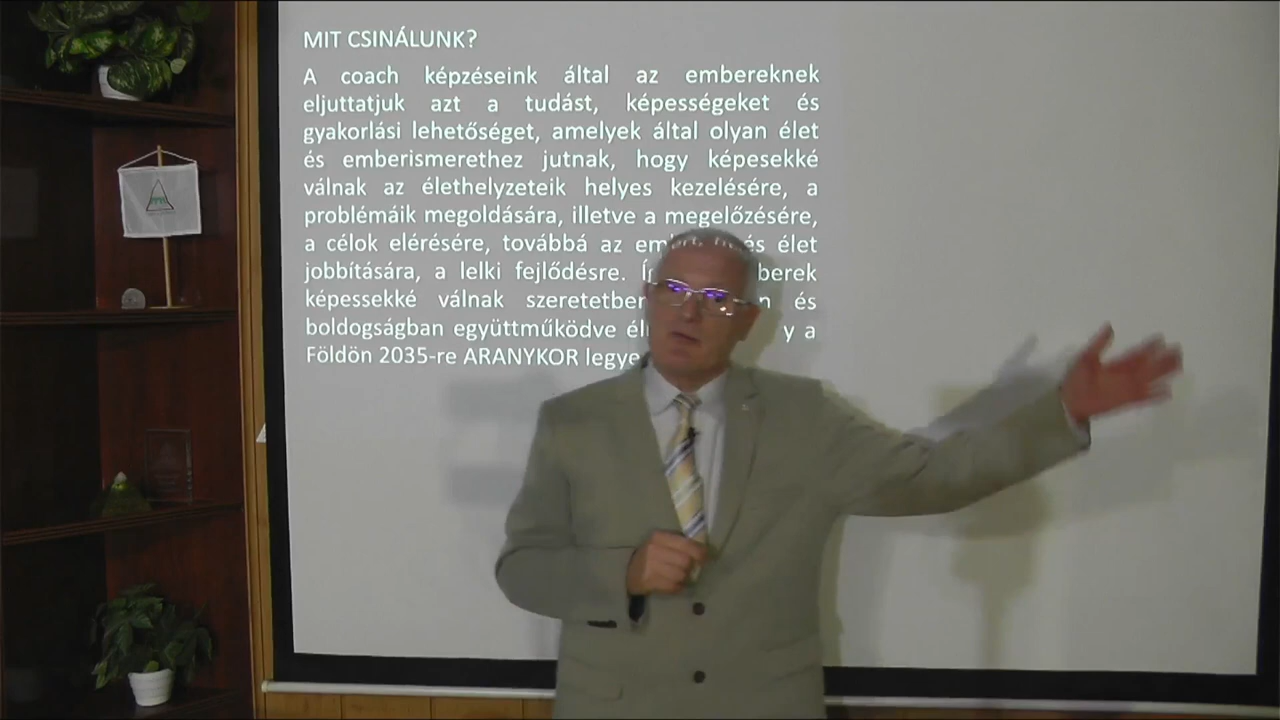 MIT CSINÁLUNK?
A coach képzéseink által az embereknek
eljuttatjuk azt a tudást, képességeket és
gyakorlási lehetőséget, amelyek által olyan élet
és emberismerethez jutnak, hogy képesekké
válnak az élethelyzeteik helyes kezelésére, a
problémáik megoldására, illetve a megelőzésére,
a célok elérésére, továbbá az élet
jobbítására, a lelki fejlődésre.
képessekké válnak és
boldogságban együttműködve a
Földön 2035-re ARANYKOR